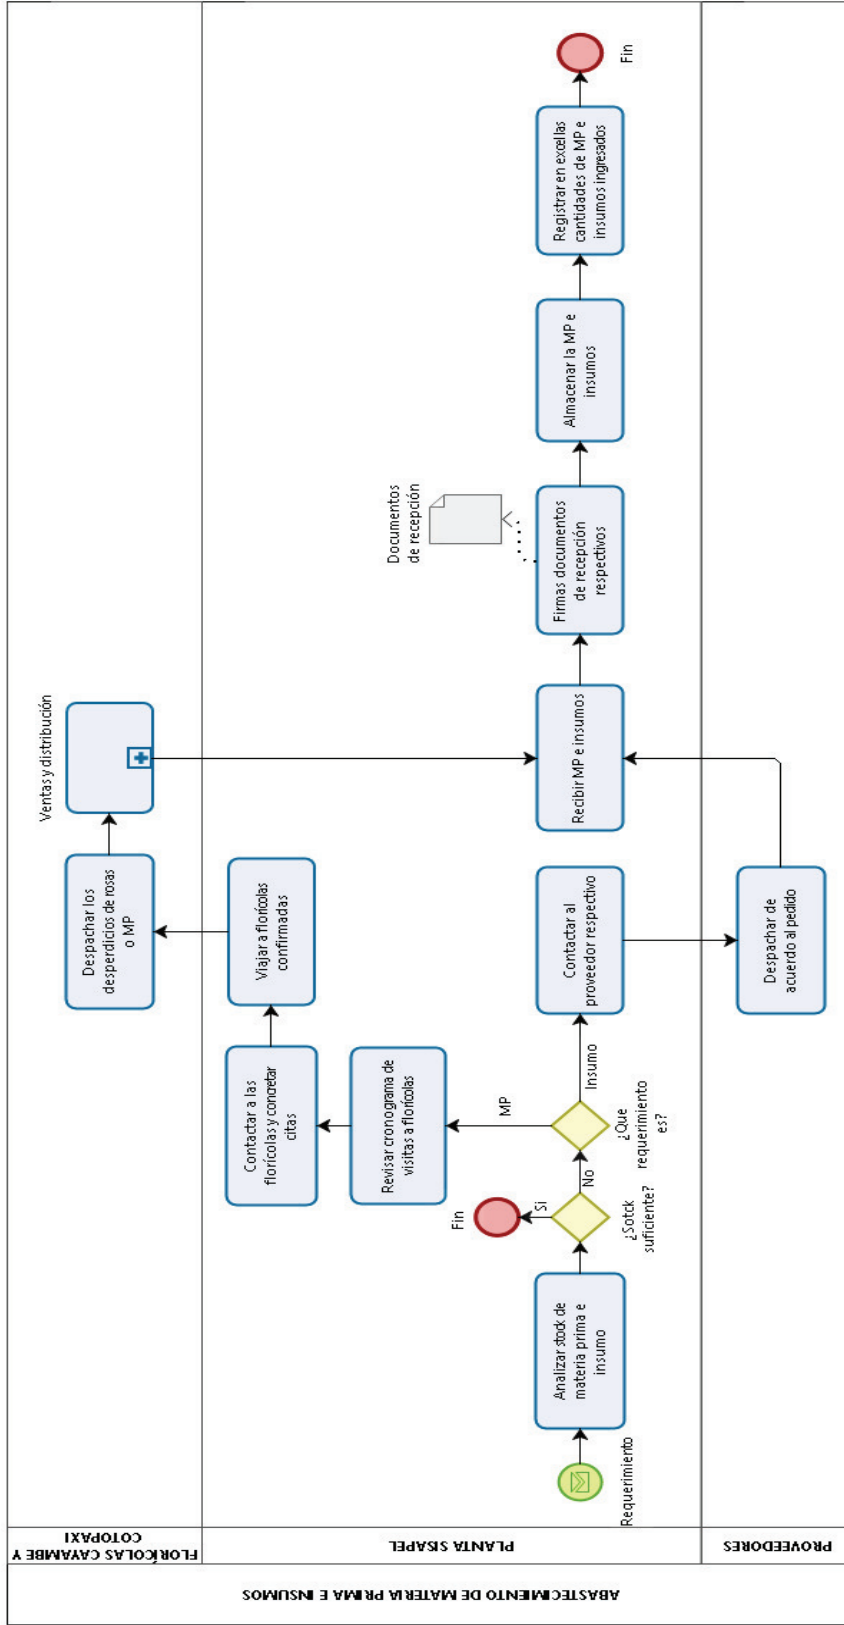 ABASTECIMIENTO DE MATERIA PRIMA E INSUMOS
FLORÍCOLAS CAYAMBE Y
COTOPAXI
PLANTA SISAPEL
PROVEEDORES
Requerimiento
Analizar stock de
materia prima e
insumo
¿Sotck
suficiente?
Si
Fin
No
¿Que
requerimiento
es?
MP
Insumo
Revisar cronograma de
visitas a florícolas
Contactar a las
florícolas y concretar
citas
Viajar a florícolas
confirmadas
Despachar los
desperdicios de rosas
o MP
Ventas y distribución
Contactar al
proveedor respectivo
Despachar de
acuerdo al pedido
Recibir MP e insumos
Firmas documentos
de recepción
respectivos
Documentos
de recepción
Almacenar la MP e
insumos
Registrar en excel las
cantidades de MP e
insumos ingresados
Fin